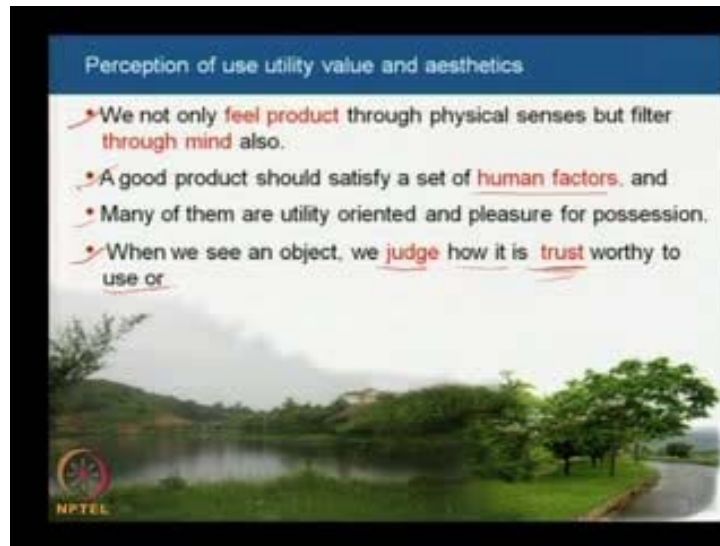 Perception of use utility value and aesthetics
•We not only feel product through physical senses but filter
through mind also.
•A good product should satisfy a set of human factors, and
• Many of them are utility oriented and pleasure for possession.
• When we see an object, we judge how it is trust worthy to
use or
NPTEL